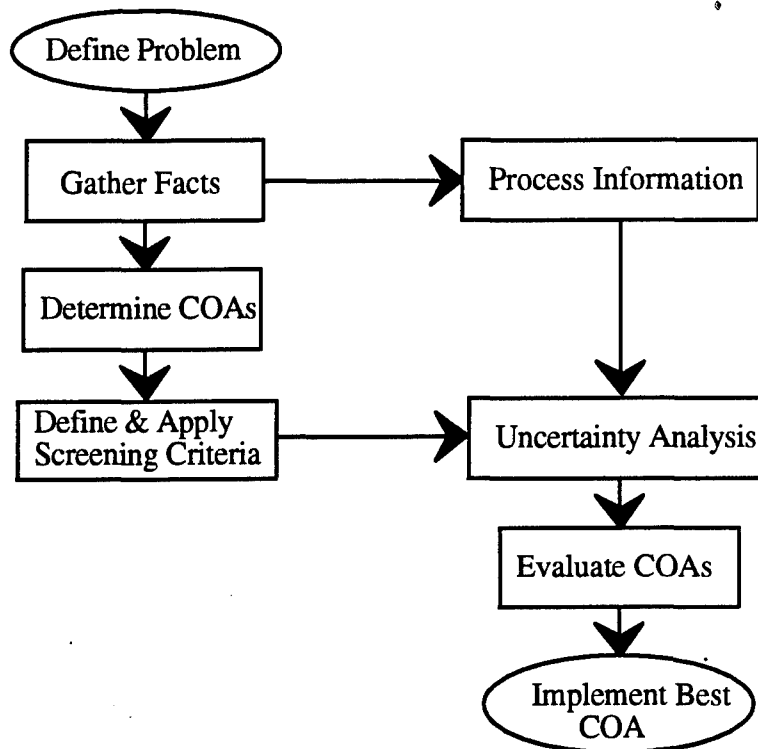 Define Problem
Gather Facts
Process Information
Determine COAs
Define & Apply
Screening Criteria
Uncertainty Analysis
Evaluate COAs
Implement Best
COA